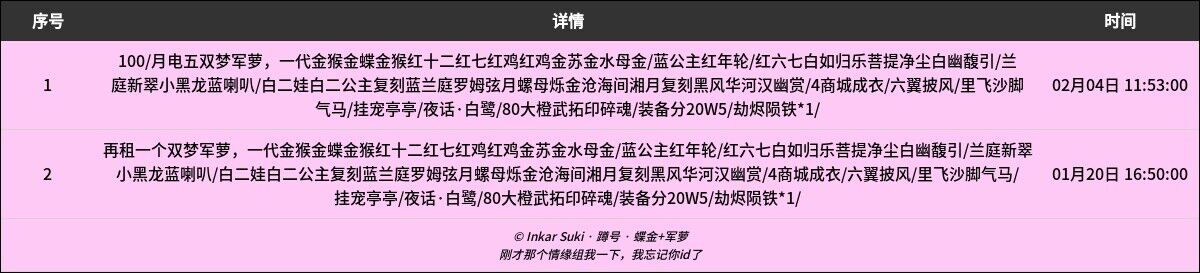 序号 详情 时间
100/月电五双梦军萝，一代金猴金蝶金猴红十二红七红鸡红鸡金苏金水母金/蓝公主红年轮/红六七白如归乐菩提净尘白幽馥引/兰
1 庭新翠小黑龙蓝喇叭/白二娃白二公主复刻蓝兰庭罗姆弦月螺母烁金沧海间湘月复刻黑风华河汉幽赏/4商城成衣/六翼披风/里飞沙脚 02月04日 11:53:00
气马/挂宠亭亭/夜话·白鹭/80大橙武拓印碎魂/装备分20W5/劫烬陨铁*1/
再租一个双梦军萝，一代金猴金蝶金猴红十二红七红鸡红鸡金苏金水母金/蓝公主红年轮/红六七白如归乐菩提净尘白幽馥引/兰庭新翠
2 小黑龙蓝喇叭/白二娃白二公主复刻蓝兰庭罗姆弦月螺母烁金沧海间湘月复刻黑风华河汉幽赏/4商城成衣/六翼披风/里飞沙脚气马/ 01月20日 16:50:00
挂宠亭亭/夜话·白鹭/80大橙武拓印碎魂/装备分20W5/劫烬陨铁*1/
© Inkar Suki · 蹲号 · 蝶金+军萝
刚才那个情缘组我一下，我忘记你id了